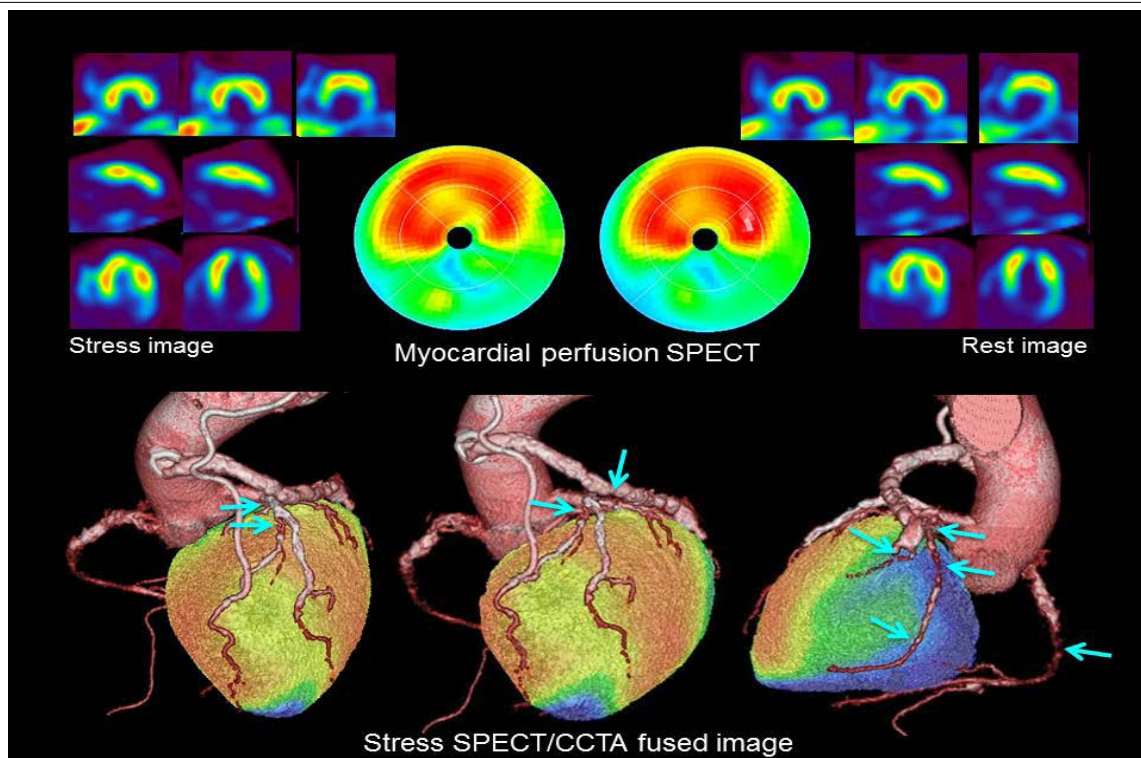 Stress image
Myocardial perfusion SPECT
Rest image
Stress SPECT/CCTA fused image